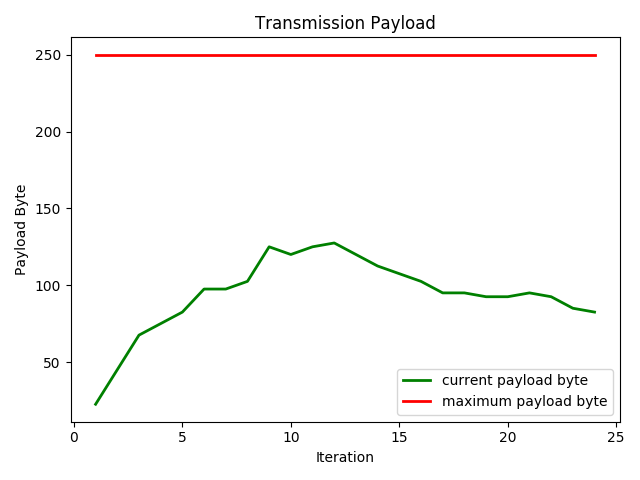 Transmission Payload
250
200
150
100
50
Payload Byte
0
5
10
15
20
25
Iteration
current payload byte
maximum payload byte